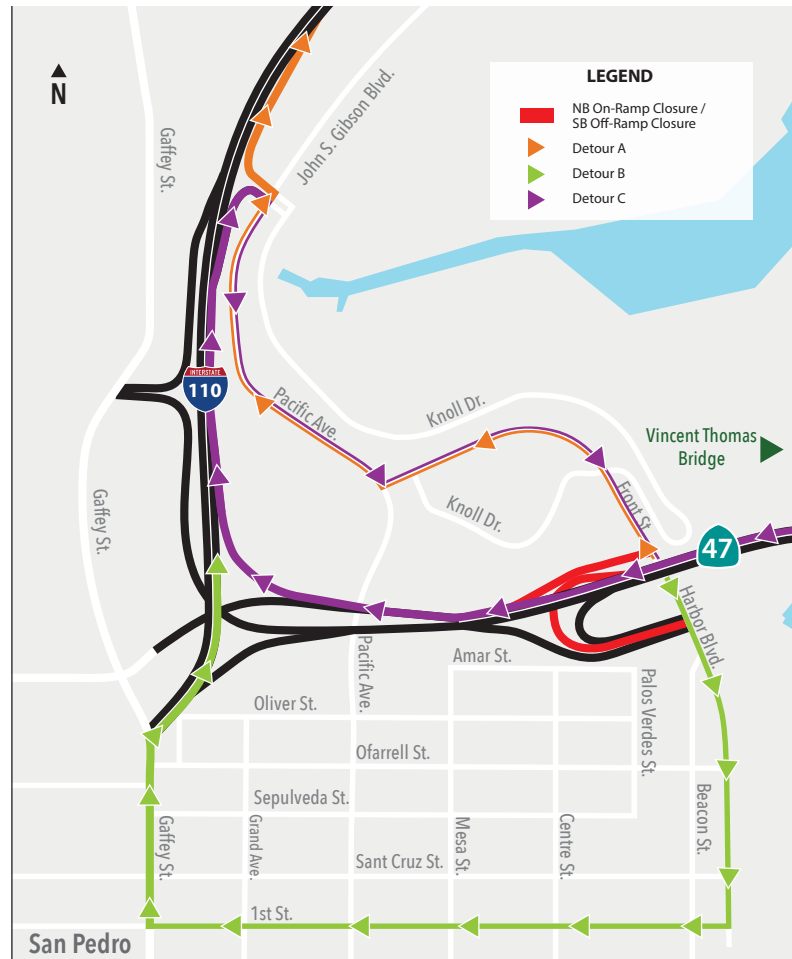 N
LEGEND
NB On-Ramp Closure /
SB Off-Ramp Closure
Detour A
Detour B
Detour C
Gaffey St.
John S. Gibson Blvd.
INTERSTATE
110
Pacific Ave.
Knoll Dr.
Vincent Thomas
Bridge
Gaffey St.
Knoll Dr.
Front St.
47
Harbor Blvd.
Pacific Ave.
Amar St.
Palos Verdes St.
Oliver St.
Ofarrell St.
Sepulveda St.
Beacon St.
Gaffey St.
Grand Ave.
Mesa St.
Centre St.
Sant Cruz St.
1st St.
San Pedro